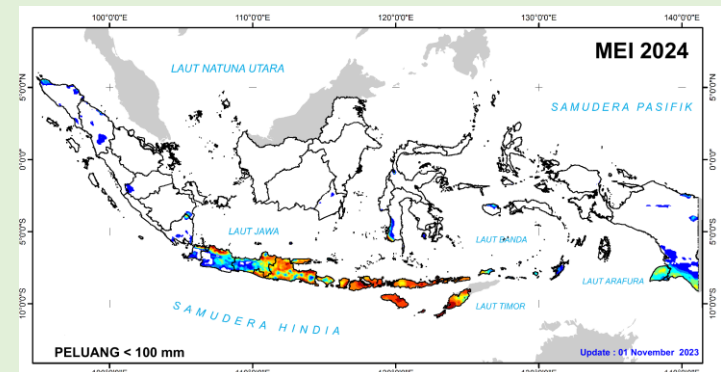 100°0'0"E 110°0'0"E 120°0'0"E 130°0'0"E 140°0'0"E
MEI 2024
LAUT NATUNA UTARA
5°0'0"N 5°0'0"N
SAMUDERA PASIFIK
0°0'0" 0°0'0"
LAUT JAWA
LAUT BANDA
5°0'0"S 5°0'0"S
LAUT ARAFURA
LAUT TIMOR
10°0'0"S 10°0'0"S
SAMUDERA HINDIA
PELUANG < 100 mm
Update : 01 November 2023